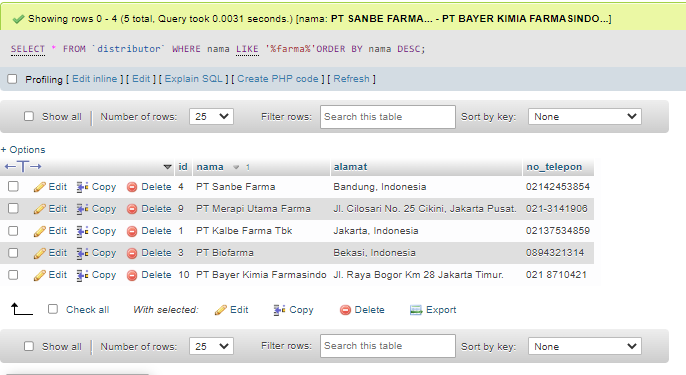 Showing rows 0 - 4 (5 total, Query took 0.0031 seconds.) [nama: PT SANBE FARMA... - PT BAYER KIMIA FARMASINDO...]
SELECT * FROM `distributor` WHERE nama LIKE '%farma%'ORDER BY nama DESC;
Profiling [ Edit inline ] [ Edit ] [ Explain SQL ] [ Create PHP code ] [ Refresh ]
Show all Number of rows: 25 Filter rows: Search this table Sort by key: None
+ Options
←T→ id nama 1 alamat no_telepon
Edit Copy Delete 4 PT Sanbe Farma Bandung, Indonesia 02142453854
Edit Copy Delete 9 PT Merapi Utama Farma Jl. Cilosari No. 25 Cikini, Jakarta Pusat. 021-3141906
Edit Copy Delete 1 PT Kalbe Farma Tbk Jakarta, Indonesia 02137534859
Edit Copy Delete 3 PT Biofarma Bekasi, Indonesia 0894321314
Edit Copy Delete 10 PT Bayer Kimia Farmasindo Jl. Raya Bogor Km 28 Jakarta Timur. 021 8710421
Check all With selected: Edit Copy Delete Export
Show all Number of rows: 25 Filter rows: Search this table Sort by key: None